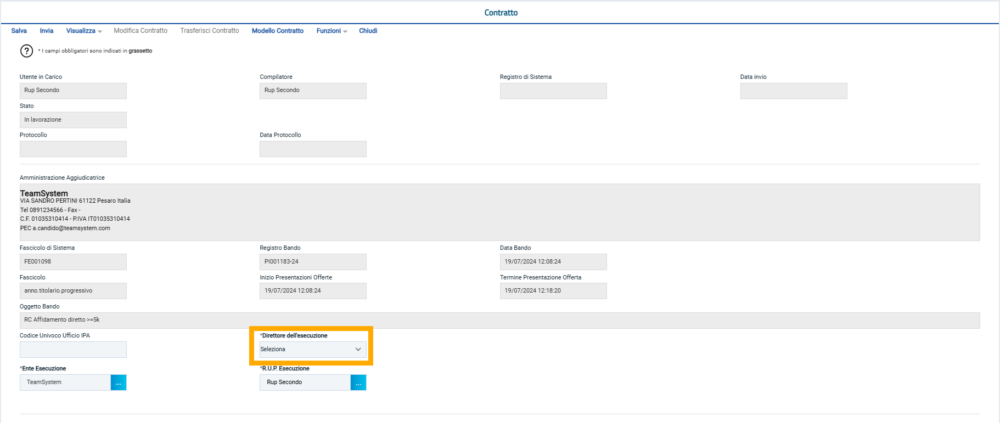 Contratto
Salva Invia Visualizza Modifica Contratto Trasferisci Contratto Modello Contratto Funzioni Chiudi
? * I campi obbligatori sono indicati in grassetto
Utente in Carico Compilatore Registro di Sistema Data invio
Rup Secondo Rup Secondo
Stato
In lavorazione
Protocollo Data Protocollo
Amministrazione Aggiudicatrice
TeamSystem
VIA SANDRO PERTINI 61122 Pesaro Italia
Tel 0891234566 - Fax -
C.F. 01035310414 - P.IVA IT01035310414
PEC a.candido@teamsystem.com
Fascicolo di Sistema Registro Bando Data Bando
FE001098 PI001183-24 19/07/2024 12:08:24
Fascicolo Inizio Presentazioni Offerte Termine Presentazione Offerta
anno.titolario.progressivo 19/07/2024 12:08:24 19/07/2024 12:18:20
Oggetto Bando
RC Affidamento diretto >=5k
Codice Univoco Ufficio IPA *Direttore dell'esecuzione
Seleziona
*Ente Esecuzione *R.U.P. Esecuzione
TeamSystem ... Rup Secondo ...